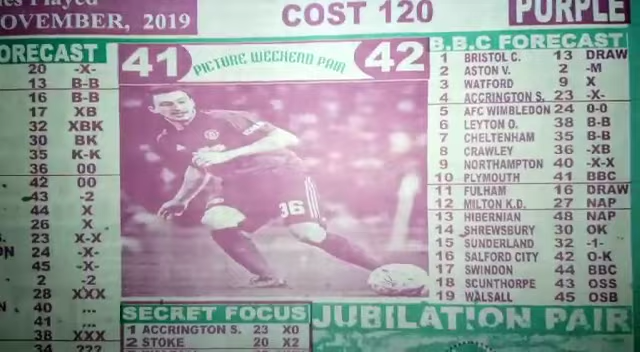 es Played
OVEMBER, 2019
COST 120
PURPLE
ORECAST
20 -X-
13 B-B
16 B-B
17 XB
32 XBK
30 BK
35 K-K
36 00
42 00
43 -2
44 X
26 X
S. 23 X-X
ON 24 -X-
45 -X-
2 -2
28 XXX
N 40 ...
41 ...
38 XXX
34 ???
41 PICTURE WEEKEND PAIR 42
36
SECRET FOCUS
1 ACCRINGTON S. 23 X0
2 STOKE 20 X2
B.B.C FORECAST
1 BRISTOL C. 13 DRAW
2 ASTON V. 2 -M
3 WATFORD 9 X
4 ACCRINGTON S. 23 -X-
5 AFC WIMBLEDON 24 0-0
6 LEYTON O. 38 B-B
7 CHELTENHAM 35 B-B
8 CRAWLEY 36 -XB
9 NORTHAMPTON 40 -X-X
10 PLYMOUTH 41 BBC
11 FULHAM 16 DRAW
12 MILTON K.D. 27 NAP
13 HIBERNIAN 48 NAP
14 SHREWSBURY 30 OK
15 SUNDERLAND 32 -1-
16 SALFORD CITY 42 O-K
17 SWINDON 44 BBC
18 SCUNTHORPE 43 OSS
19 WALSALL 45 OSB
JUBILATION PAIR